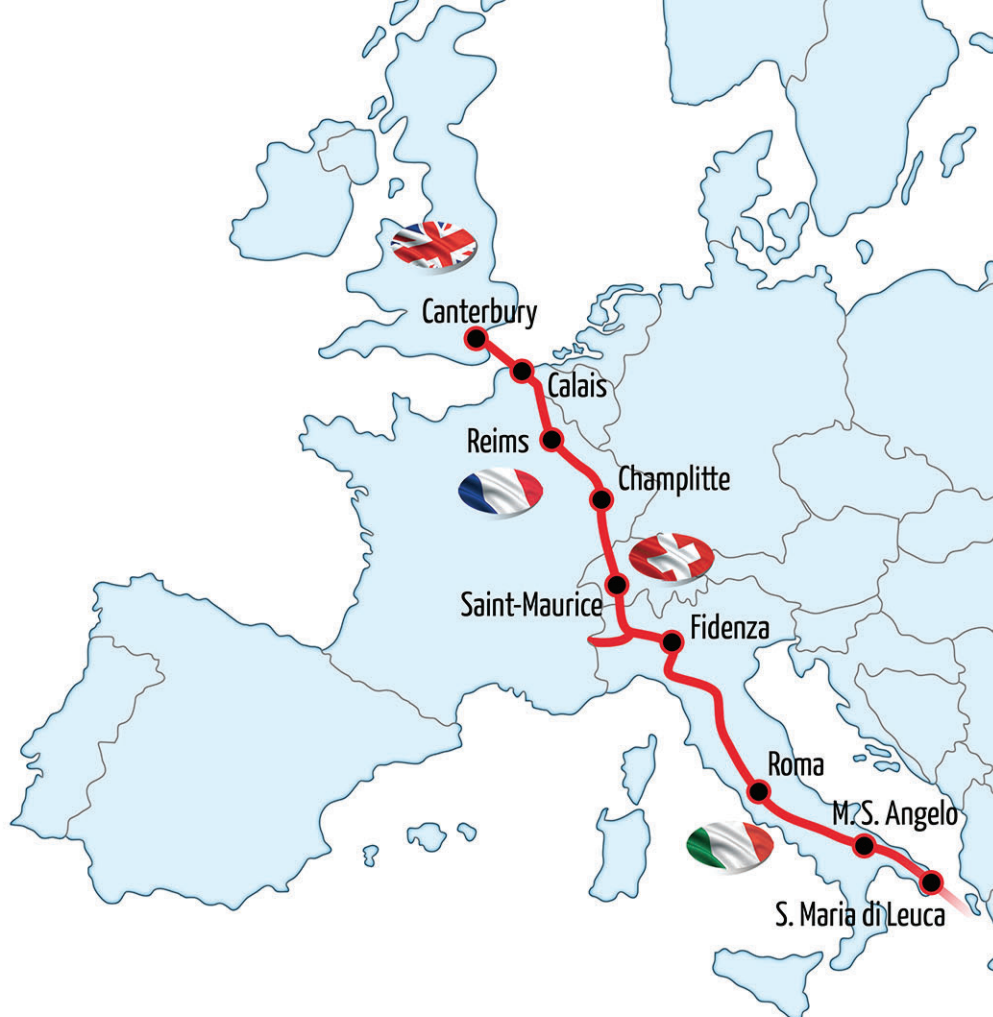 Canterbury
Calais
Reims
Champlitte
Saint-Maurice
Fidenza
Roma
M. S. Angelo
S. Maria di Leuca